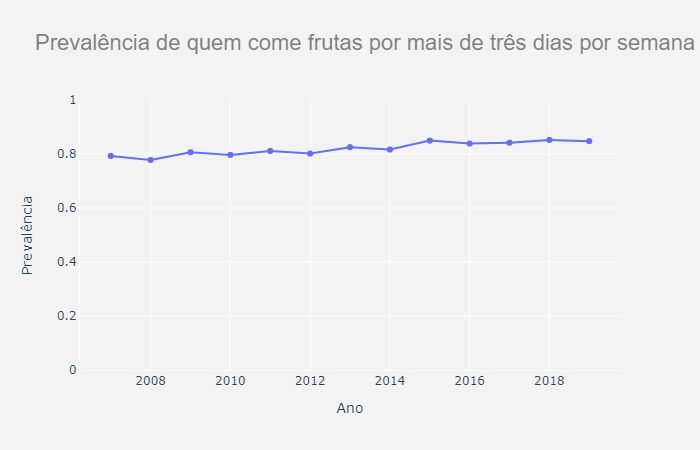 Prevalência de quem come frutas por mais de três dias por semana
1
0.8
0.6
0.4
0.2
0
Prevalência
2008 2010 2012 2014 2016 2018
Ano